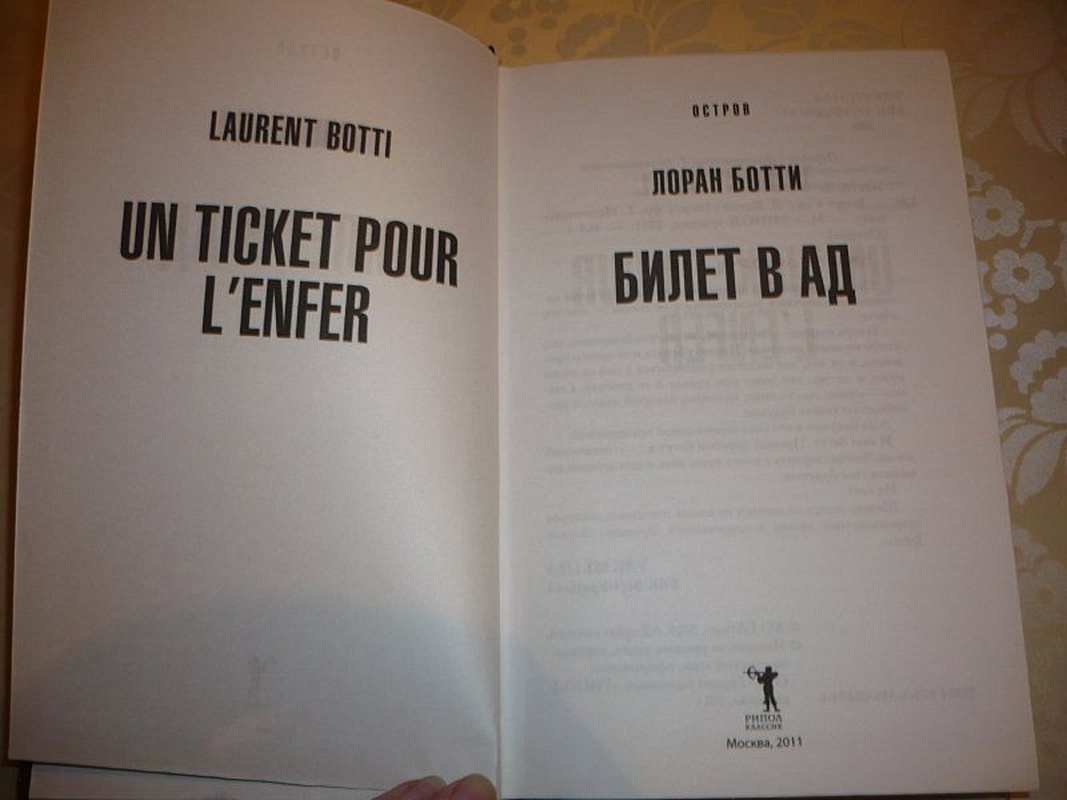 LAURENT BOTTI
UN TICKET POUR
L'ENFER
ОСТРОВ
ЛОРАН БОТТИ
БИЛЕТ В АД
РИПОЛ
КЛАССИК
Москва, 2011